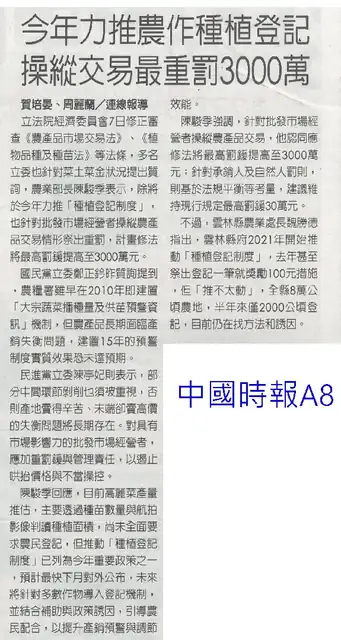 今年力推農作種植登記
操縱交易最重罰3000萬
賀培晏、周麗蘭／連線報導
立法院經濟委員會7日修正審
查《農產品市場交易法》、《植
物品種及種苗法》等法條，多名
立委也針對菜土菜金狀況提出質
詢，農業部長陳駿季表示，除將
於今年力推「種植登記制度」，
也針對批發市場經營者操縱農產
品交易情形祭出重罰，計畫修法
將最高罰鍰提高至3000萬元。
國民黨立委鄭正鈐昨質詢提到
，農糧署雖早在2010年即建置
「大宗蔬菜種種量及供苗預警資
訊」機制，但農產品長期面臨產
銷失衡問題，建置15年的預警
制度實質效果恐未達預期。
民進黨立委陳亭妃則表示，部
分中間環節剝削也須被重視，否
則產地賣得辛苦、末端卻賣高價
的失衡問題將長期存在。對具有
市場影響力的批發市場經營者，
應加重罰鍰與管理責任，以遏止
哄抬價格與不當操控。
陳駿季回應，目前高麗菜產量
推估，主要透過種苗數量與航拍
影像判讀種植面積，尚未全面要
求農民登記，但推動「種植登記
制度」已列為今年重要政策之一
，預計最快下月對外公布，未來
將針對多數作物導入登記機制，
並結合補助與政策誘因，引導農
民配合，以提升產銷預警與調節
效能。
陳駿季強調，針對批發市場經
營者操縱農產品交易，他認同應
修法將最高罰鍰提高至3000萬
元；針對承銷人及自然人罰則，
則基於法規平衡等考量，建議維
持現行規定最高罰鍰30萬元。
不過，雲林縣農業處長魏勝德
指出，雲林縣府2021年開始推
動「種植登記制度」，去年甚至
祭出登記一筆就獎勵100元措施
，但「推不太動」，全縣8萬公
頃農地，半年來僅2000公頃登
記，目前仍在找方法和誘因。
中國時報A8